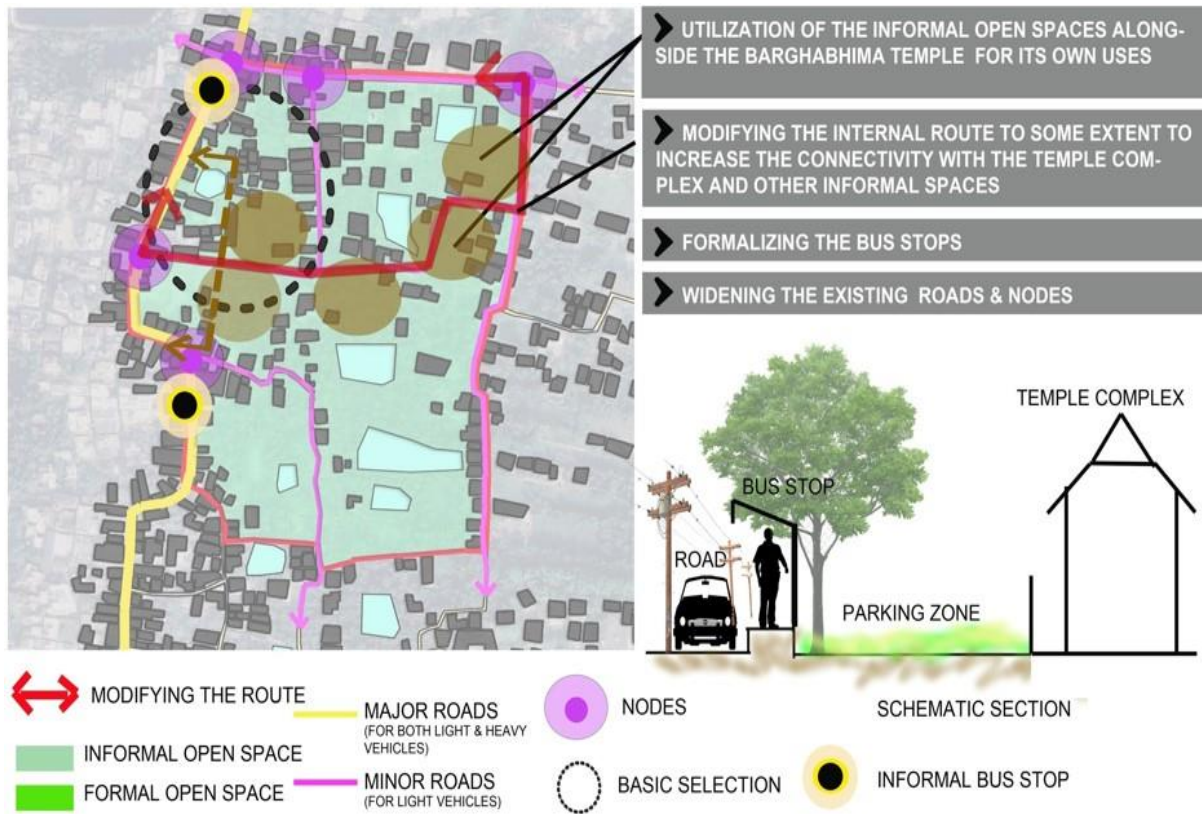 UTILIZATION OF THE INFORMAL OPEN SPACES ALONG-
SIDE THE BARGHABHIMA TEMPLE FOR ITS OWN USES
MODIFYING THE INTERNAL ROUTE TO SOME EXTENT TO
INCREASE THE CONNECTIVITY WITH THE TEMPLE COM-
PLEX AND OTHER INFORMAL SPACES
FORMALIZING THE BUS STOPS
WIDENING THE EXISTING ROADS & NODES
TEMPLE COMPLEX
BUS STOP
ROAD
PARKING ZONE
SCHEMATIC SECTION
MODIFYING THE ROUTE
INFORMAL OPEN SPACE
FORMAL OPEN SPACE
MAJOR ROADS
(FOR BOTH LIGHT & HEAVY
VEHICLES)
MINOR ROADS
(FOR LIGHT VEHICLES)
NODES
BASIC SELECTION
INFORMAL BUS STOP